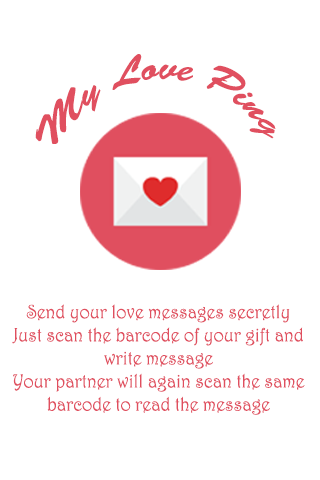 My Love Ping
Send your love messages secretly
Just scan the barcode of your gift and
write message
Your partner will again scan the same
barcode to read the message